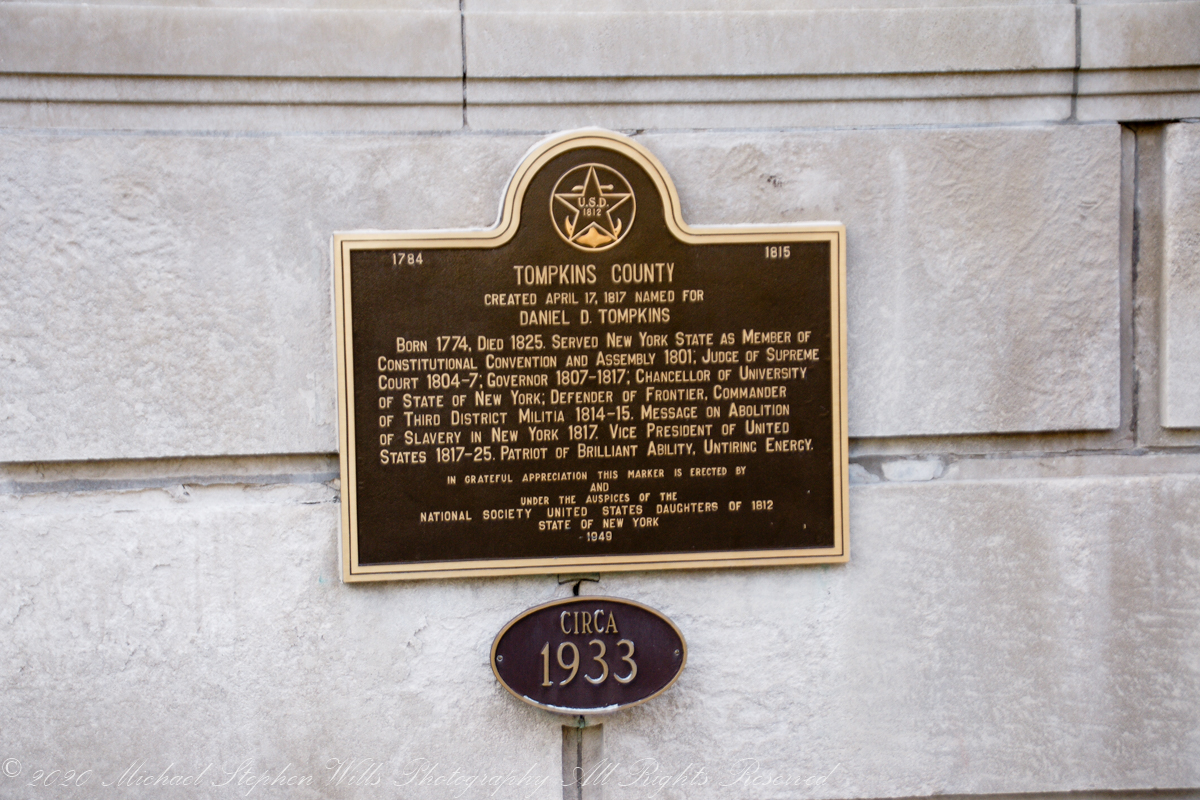 U.S.D.
1812
1784
1815
TOMPKINS COUNTY
CREATED APRIL 17, 1817 NAMED FOR
DANIEL D. TOMPKINS
BORN 1774, DIED 1825. SERVED NEW YORK STATE AS MEMBER OF
CONSTITUTIONAL CONVENTION AND ASSEMBLY 1801; JUDGE OF SUPREME
COURT 1804-7; GOVERNOR 1807-1817; CHANCELLOR OF UNIVERSITY
OF STATE OF NEW YORK; DEFENDER OF FRONTIER, COMMANDER
OF THIRD DISTRICT MILITIA 1814-15. MESSAGE ON ABOLITION
OF SLAVERY IN NEW YORK 1817. VICE PRESIDENT OF UNITED
STATES 1817-25. PATRIOT OF BRILLIANT ABILITY, UNTIRING ENERGY.
IN GRATEFUL APPRECIATION THIS MARKER IS ERECTED BY
AND
UNDER THE AUSPICES OF THE
NATIONAL SOCIETY UNITED STATES DAUGHTERS OF 1812
STATE OF NEW YORK
1949
CIRCA
1933
© 2020 Michael Stephen Wills Photography All Rights Reserved